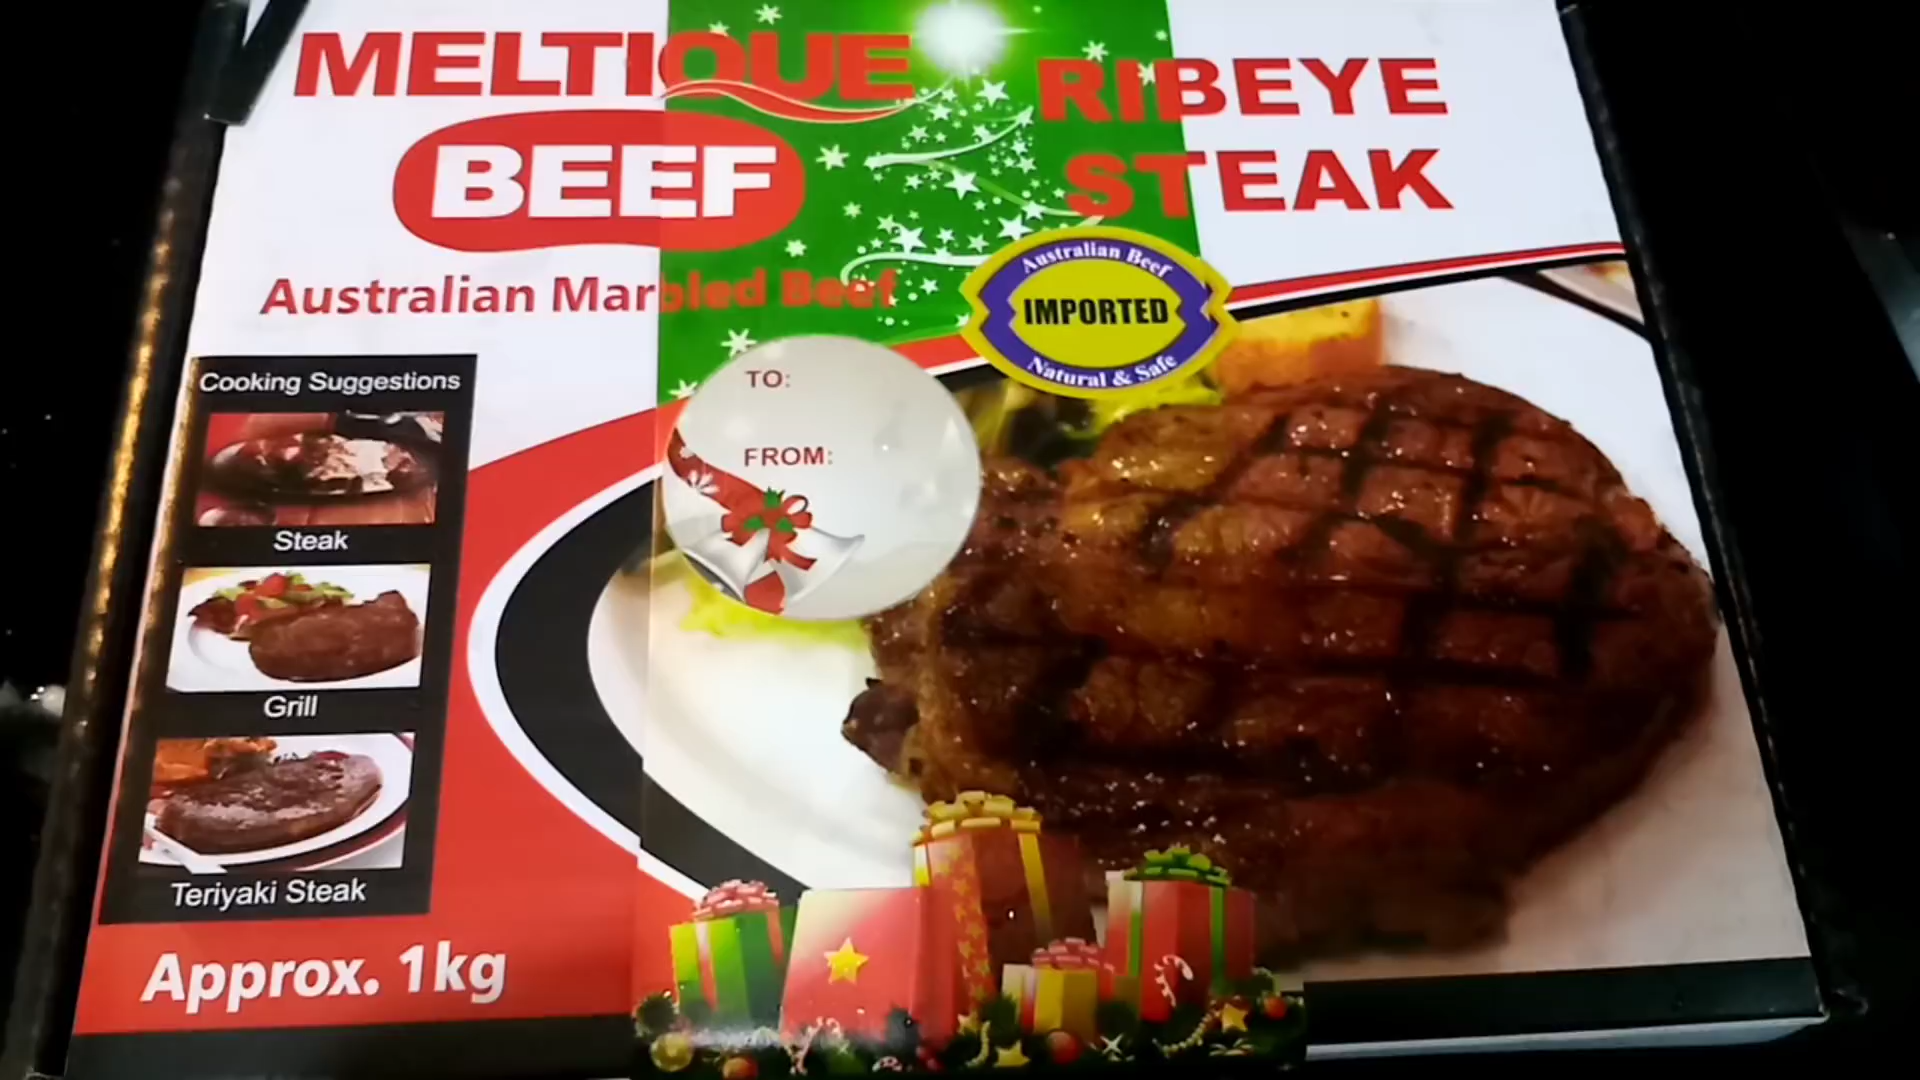 MELTIQUE
BEEF
Australian Marbled Beef
RIBEYE
STEAK
Australian Beef
IMPORTED
Natural & Safe
TO:
FROM:
Cooking Suggestions
Steak
Grill
Teriyaki Steak
Approx. 1kg